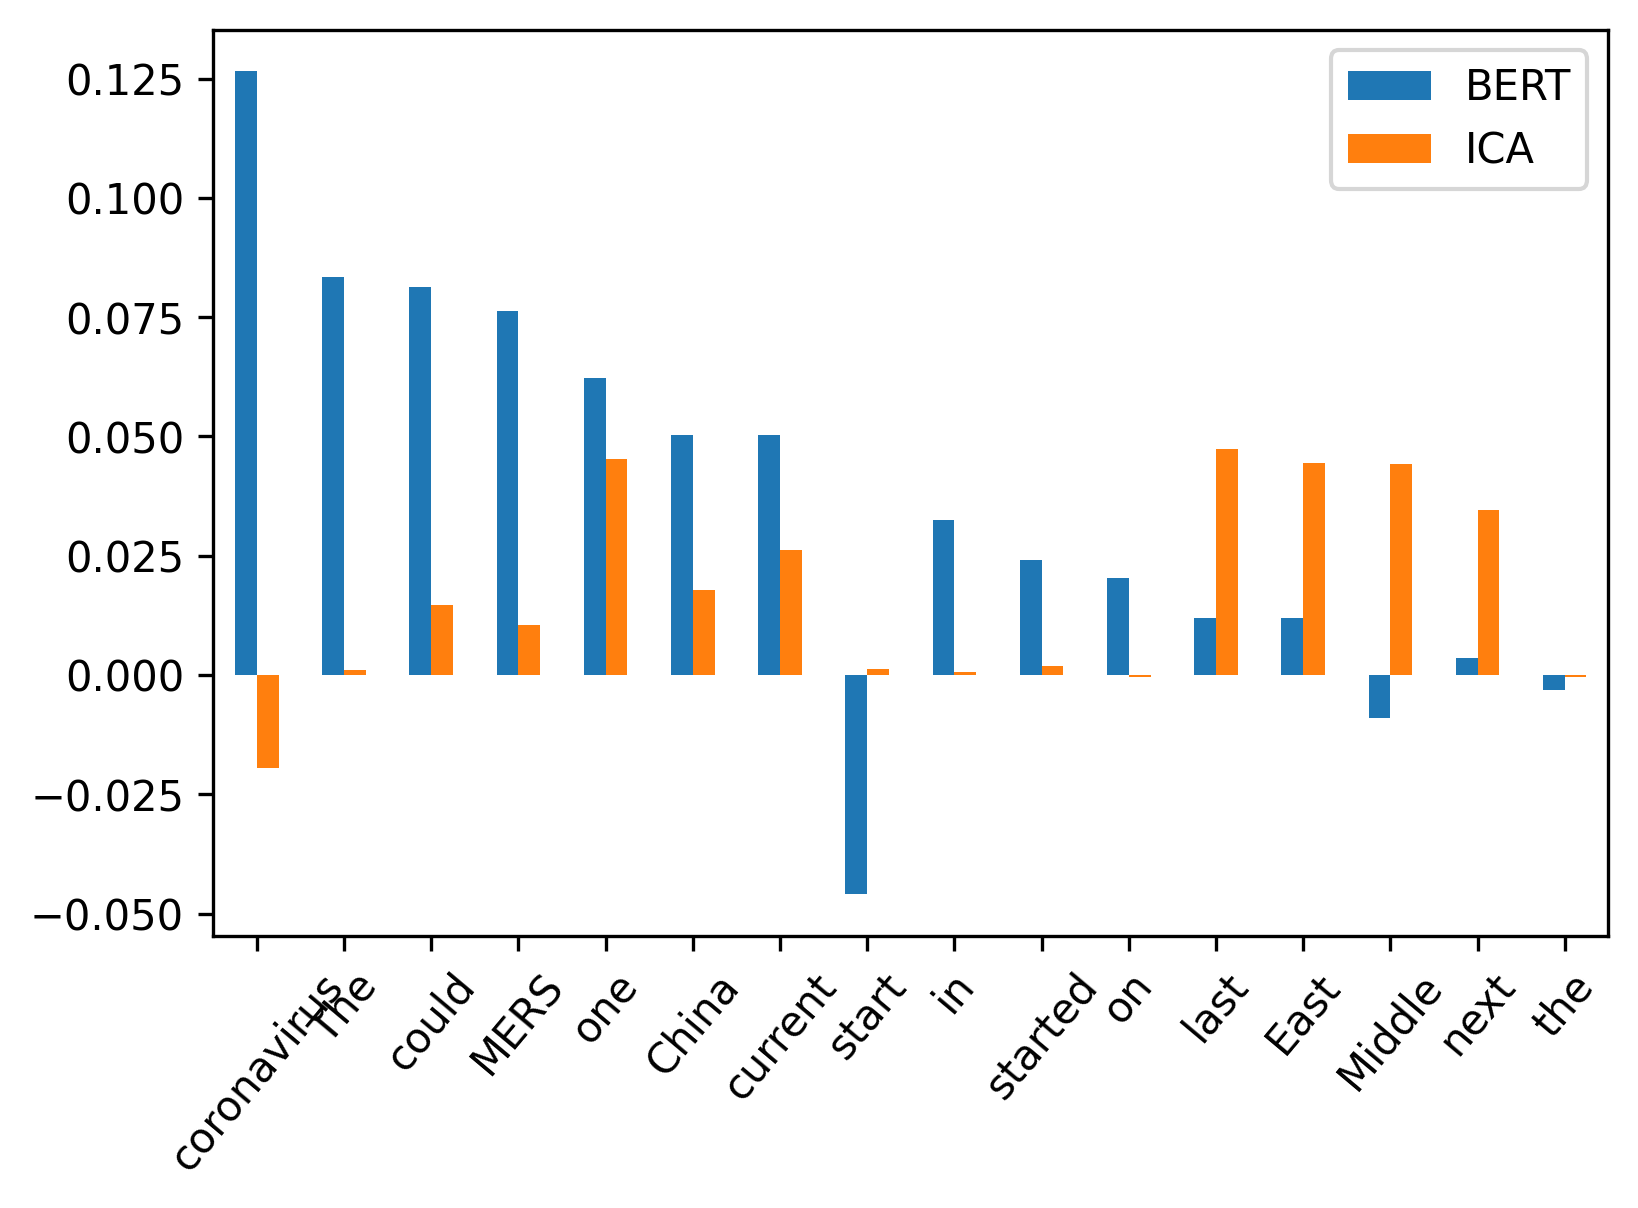 BERT
ICA
0.125
0.100
0.075
0.050
0.025
0.000
−0.025
−0.050
coronavirus
The
could
MERS
one
China
current
start
in
started
on
last
East
Middle
next
the